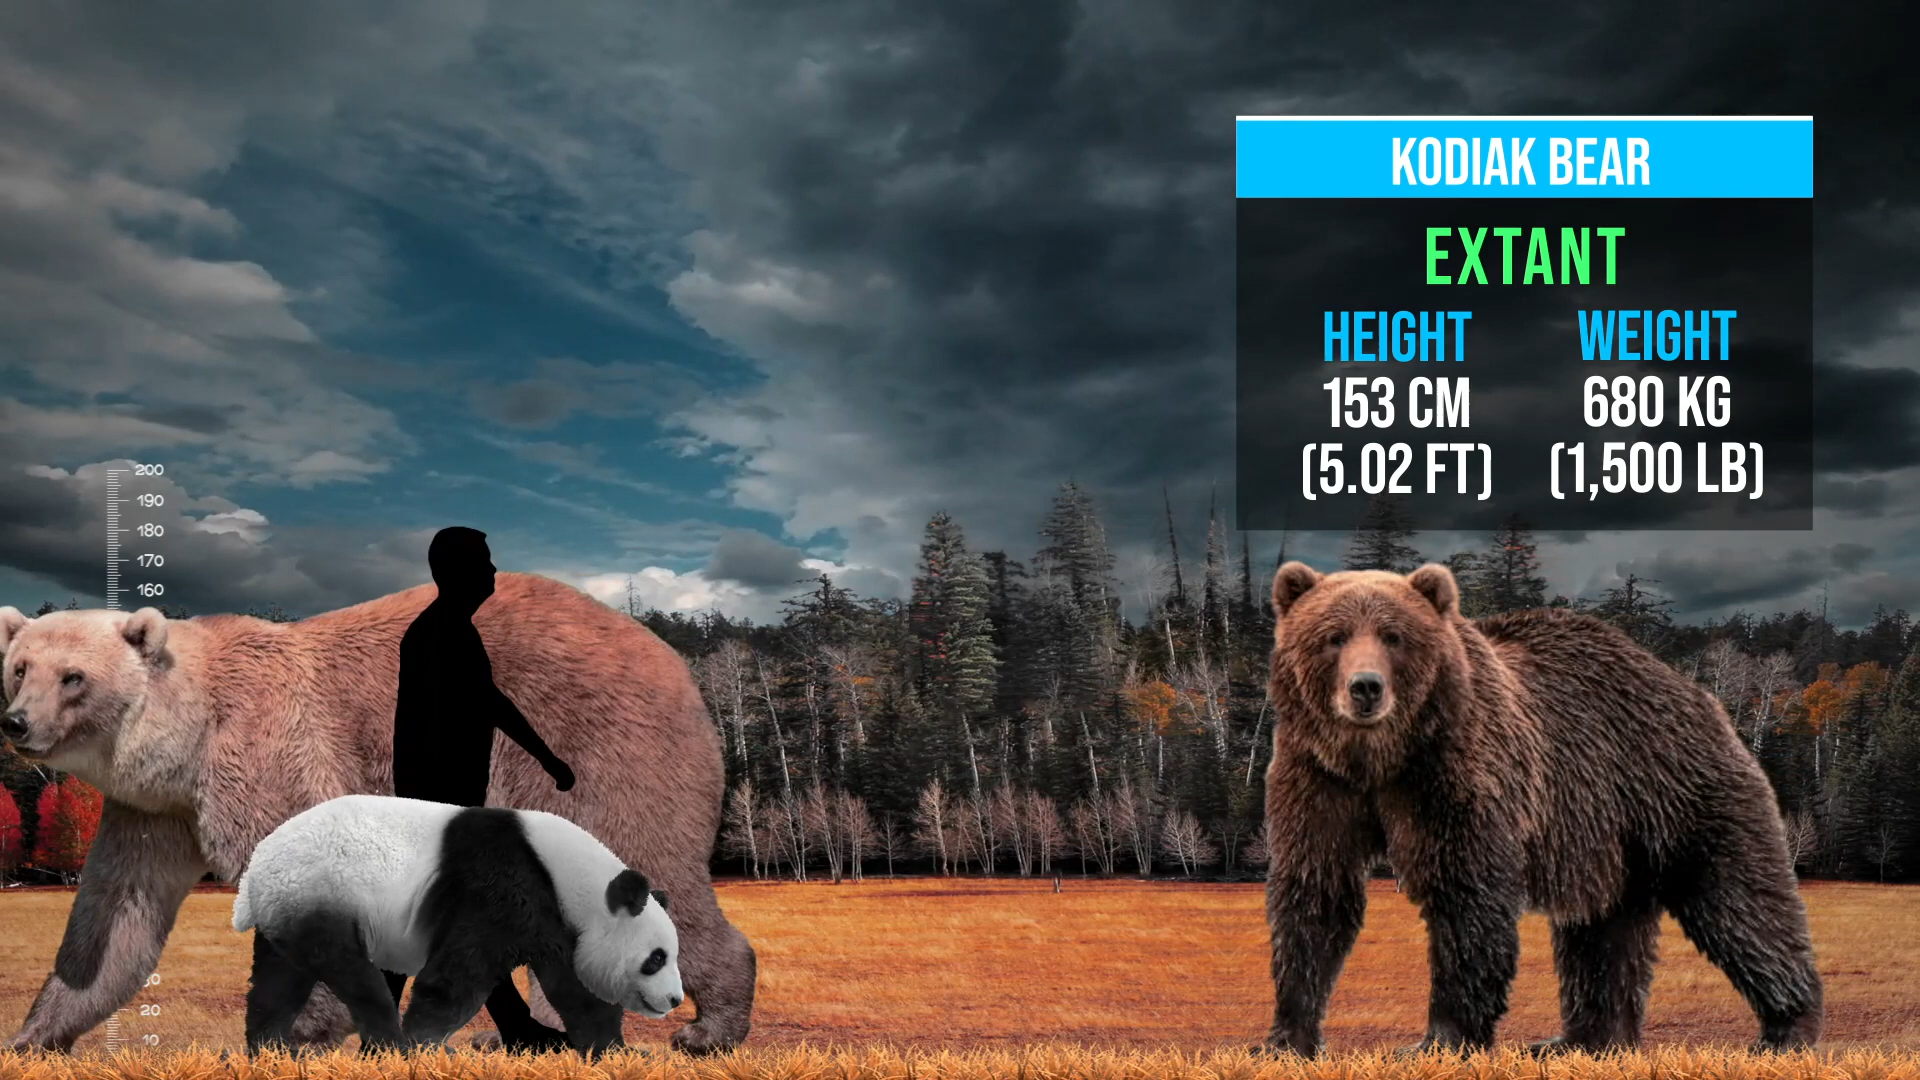 KODIAK BEAR
EXTANT
HEIGHT WEIGHT
153 CM 680 KG
(5.02 FT) (1,500 LB)
200
190
180
170
160
30
20
10